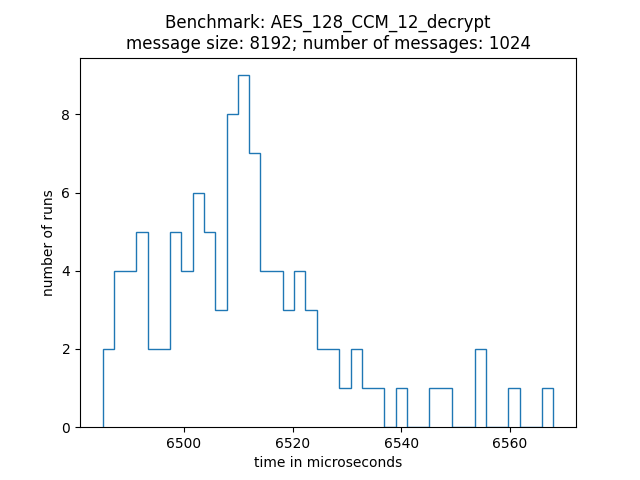 Benchmark: AES_128_CCM_12_decrypt
message size: 8192; number of messages: 1024
8
6
4
2
0
number of runs
6500 6520 6540 6560
time in microseconds